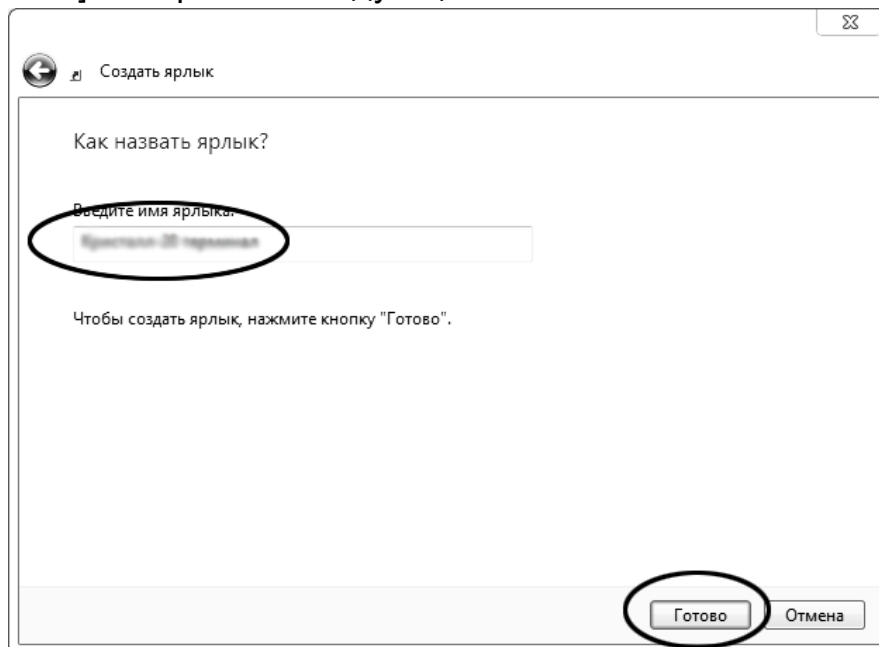 Создать ярлык
Как назвать ярлык?
Введите имя ярлыка:
Чтобы создать ярлык, нажмите кнопку "Готово".
Готово
Отмена